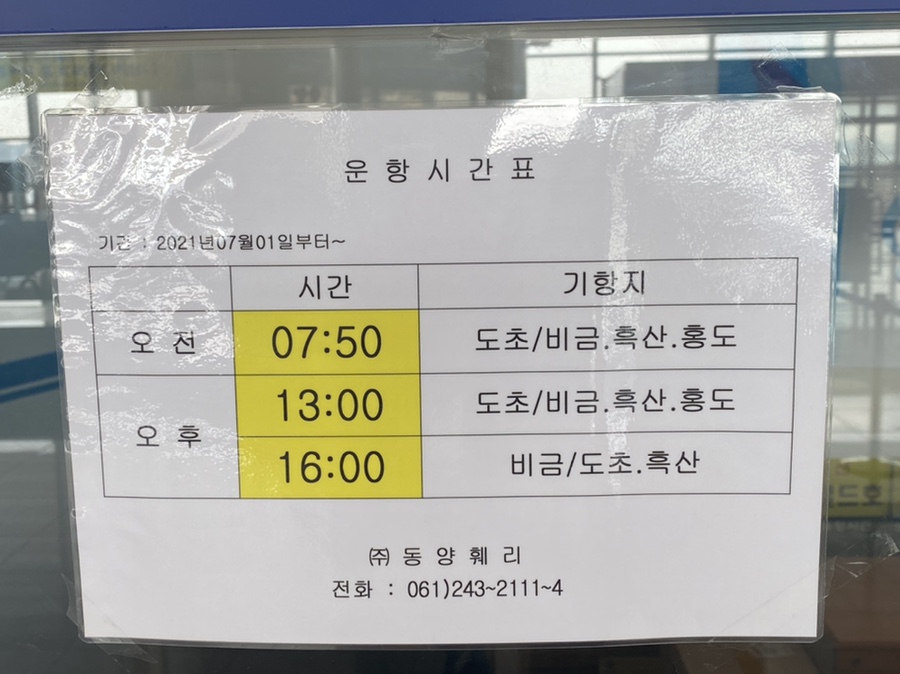 운 항 시 간 표
기간 : 2021년07월01일부터~
시간 기항지
오 전 07:50 도초/비금.흑산.홍도
오 후 13:00 도초/비금.흑산.홍도
16:00 비금/도초.흑산
㈜ 동 양 훼 리
전화 : 061)243~2111~4
드호